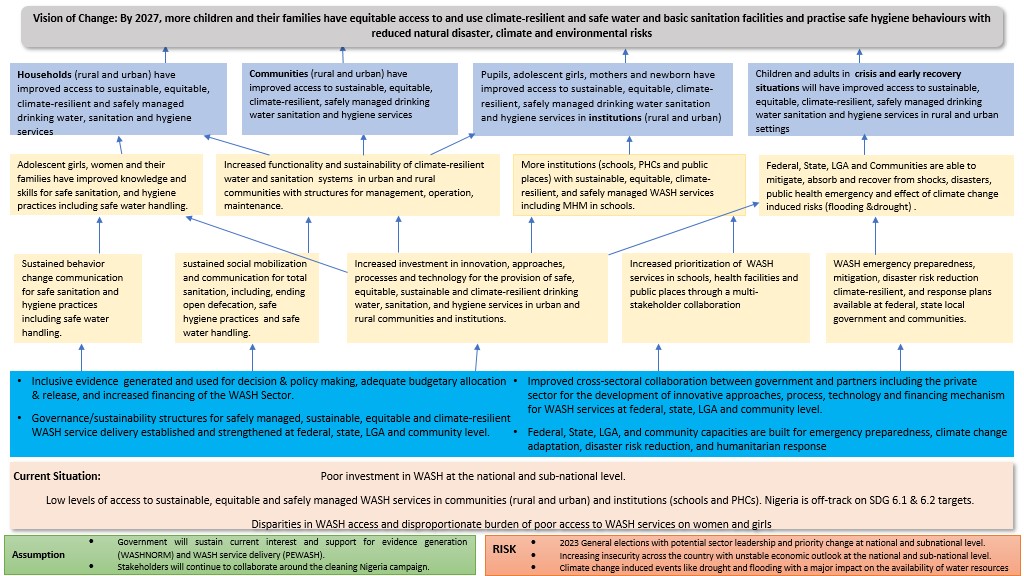 Vision of Change: By 2027, more children and their families have equitable access to and use climate-resilient and safe water and basic sanitation facilities and practise safe hygiene behaviours with
reduced natural disaster, climate and environmental risks
Households (rural and urban) have
improved access to sustainable, equitable,
climate-resilient and safely managed
drinking water, sanitation and hygiene
services
Communities (rural and urban) have
improved access to sustainable, equitable,
climate-resilient, safely managed drinking
water sanitation and hygiene services
Pupils, adolescent girls, mothers and newborn have
improved access to sustainable, equitable, climate-
resilient, safely managed drinking water sanitation
and hygiene services in institutions (rural and urban)
Children and adults in crisis and early recovery
situations will have improved access to sustainable,
equitable, climate-resilient, safely managed drinking
water sanitation and hygiene services in rural and urban
settings
Adolescent girls, women and their
families have improved knowledge and
skills for safe sanitation, and hygiene
practices including safe water handling.
Increased functionality and sustainability of climate-resilient
water and sanitation systems in urban and rural
communities with structures for management, operation,
maintenance.
More institutions (schools, PHCs and public
places) with sustainable, equitable, climate-
resilient, and safely managed WASH services
including MHM in schools.
Federal, State, LGA and Communities are able to
mitigate, absorb and recover from shocks, disasters,
public health emergency and effect of climate change
induced risks (flooding &drought) .
Sustained behavior
change communication
for safe sanitation and
hygiene practices
including safe water
handling.
sustained social mobilization
and communication for total
sanitation, including, ending
open defecation, safe
hygiene practices and safe
water handling.
Increased investment in innovation, approaches,
processes and technology for the provision of safe,
equitable, sustainable and climate-resilient drinking
water, sanitation, and hygiene services in urban and
rural communities and institutions.
Increased prioritization of WASH
services in schools, health facilities and
public places through a multi-
stakeholder collaboration
WASH emergency preparedness,
mitigation, disaster risk reduction
climate-resilient, and response plans
available at federal, state local
government and communities.
• Inclusive evidence generated and used for decision & policy making, adequate budgetary allocation
& release, and increased financing of the WASH Sector.
• Governance/sustainability structures for safely managed, sustainable, equitable and climate-resilient
WASH service delivery established and strengthened at federal, state, LGA and community level.
• Improved cross-sectoral collaboration between government and partners including the private
sector for the development of innovative approaches, process, technology and financing mechanism
for WASH services at federal, state, LGA and community level.
• Federal, State, LGA, and community capacities are built for emergency preparedness, climate change
adaptation, disaster risk reduction, and humanitarian response
Current Situation: Poor investment in WASH at the national and sub-national level.
Low levels of access to sustainable, equitable and safely managed WASH services in communities (rural and urban) and institutions (schools and PHCs). Nigeria is off-track on SDG 6.1 & 6.2 targets.
Disparities in WASH access and disproportionate burden of poor access to WASH services on women and girls
Assumption
• Government will sustain current interest and support for evidence generation
(WASHNORM) and WASH service delivery (PEWASH).
• Stakeholders will continue to collaborate around the cleaning Nigeria campaign.
RISK
• 2023 General elections with potential sector leadership and priority change at national and subnational level.
• Increasing insecurity across the country with unstable economic outlook at the national and sub-national level.
• Climate change induced events like drought and flooding with a major impact on the availability of water resources